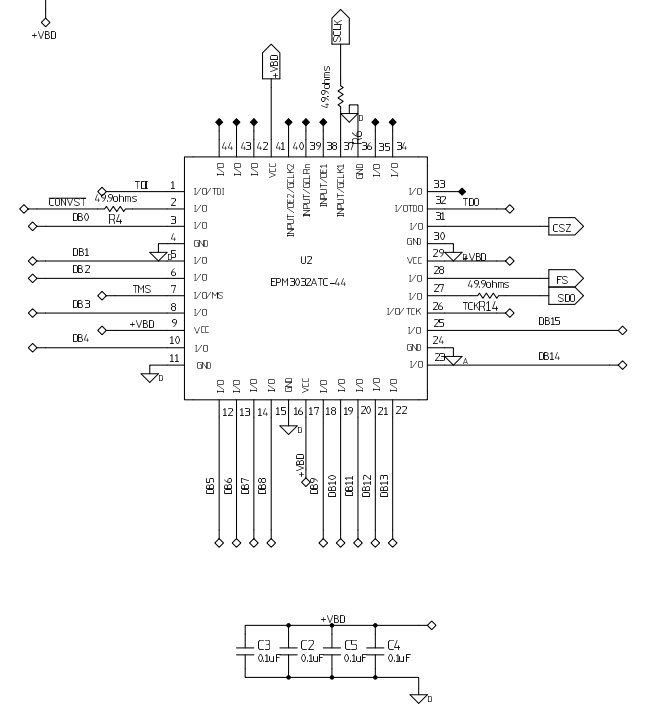 +VBD
SCLK
+VBD
49.9ohms
R6
D
44 43 42 41 40 39 38 37 36 35 34
I/O I/O I/O VCC INPUT/OE2/GCLK2 INPUT/GCLRn INPUT/OE1 INPUT/GCLK1 GND I/O I/O
TDI 1 I/O/TDI
CONVST 49.9ohms R4 2 I/O
DB0 3 I/O
4 GND
D
DB1 5 I/O
DB2 6 I/O
TMS 7 I/O/MS
DB3 8 I/O
+VBD 9 VCC
DB4 10 I/O
11 GND
D
U2
EPM3032ATC-44
I/O 33
I/OTDO 32 TDO
I/O 31 CSZ
GND 30
VCC 29 +VBD
I/O 28 FS
I/O 27 49.9ohms R14 SDO
I/O/TCK 26 TCK
I/O 25 DB15
GND 24
A
I/O 23 DB14
I/O I/O I/O I/O GND VCC I/O I/O I/O I/O I/O
12 13 14 15 16 17 18 19 20 21 22
D
DB5 DB6 DB7 DB8 +VBD DB9 DB10 DB11 DB12 DB13
+VBD
C3 C2 C5 C4
0.1uF 0.1uF 0.1uF 0.1uF
D